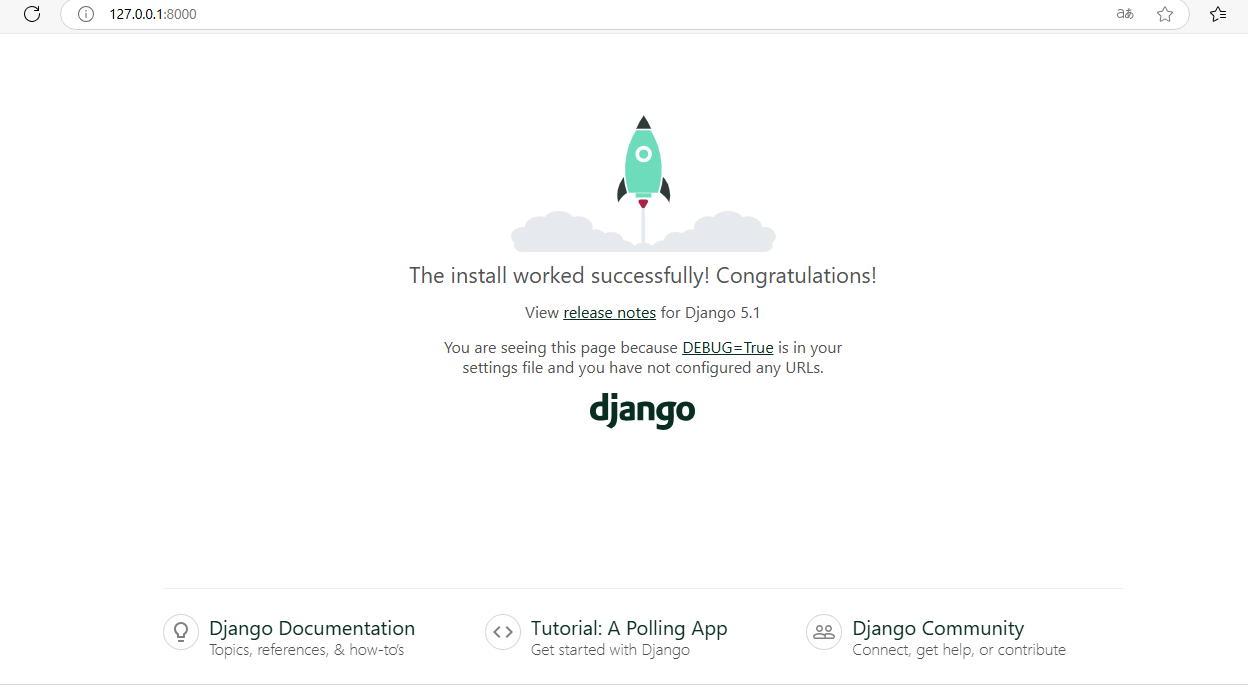 127.0.0.1:8000
aあ
The install worked successfully! Congratulations!
View release notes for Django 5.1
You are seeing this page because DEBUG=True is in your
settings file and you have not configured any URLs.
django
Django Documentation
Topics, references, & how-to's
Tutorial: A Polling App
Get started with Django
Django Community
Connect, get help, or contribute